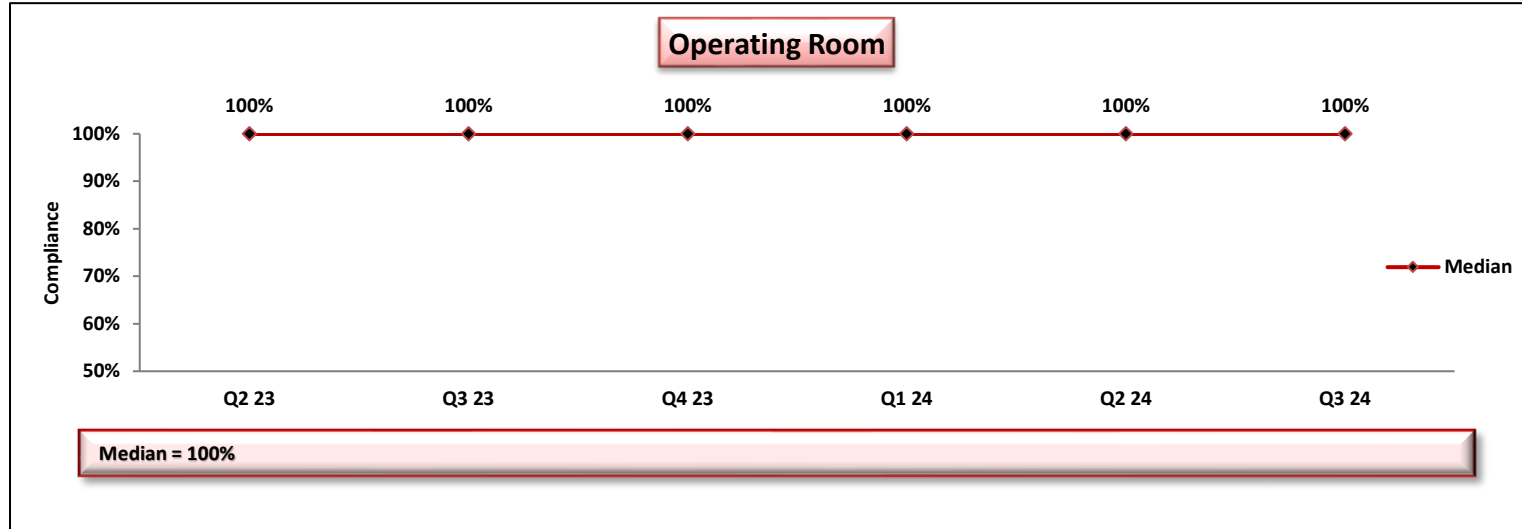 Operating Room
100% 100% 100% 100% 100% 100%
100%
90%
80%
70%
60%
50%
Compliance
Median
Q2 23 Q3 23 Q4 23 Q1 24 Q2 24 Q3 24
Median = 100%